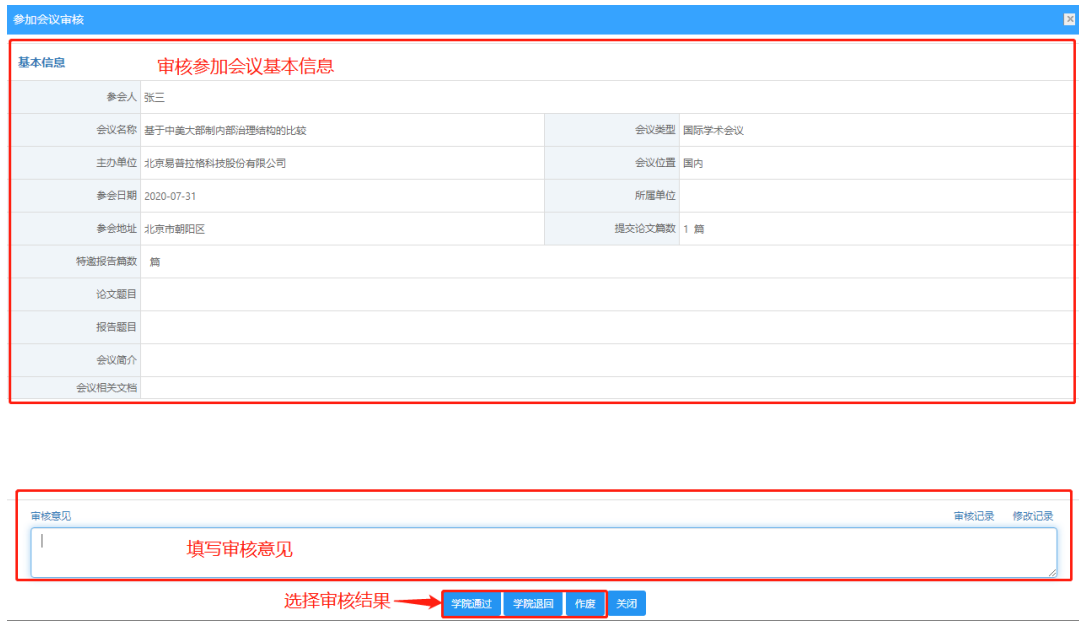 参加会议审核
基本信息 审核参加会议基本信息
参会人 张三
会议名称 基于中美大部制内部治理结构的比较 会议类型 国际学术会议
主办单位 北京易普拉格科技股份有限公司 会议位置 国内
参会日期 2020-07-31 所属单位
参会地址 北京市朝阳区 提交论文篇数 1 篇
特邀报告篇数 篇
论文题目
报告题目
会议简介
会议相关文档
审核意见 审核记录 修改记录
填写审核意见
选择审核结果 学院通过 学院退回 作废 关闭